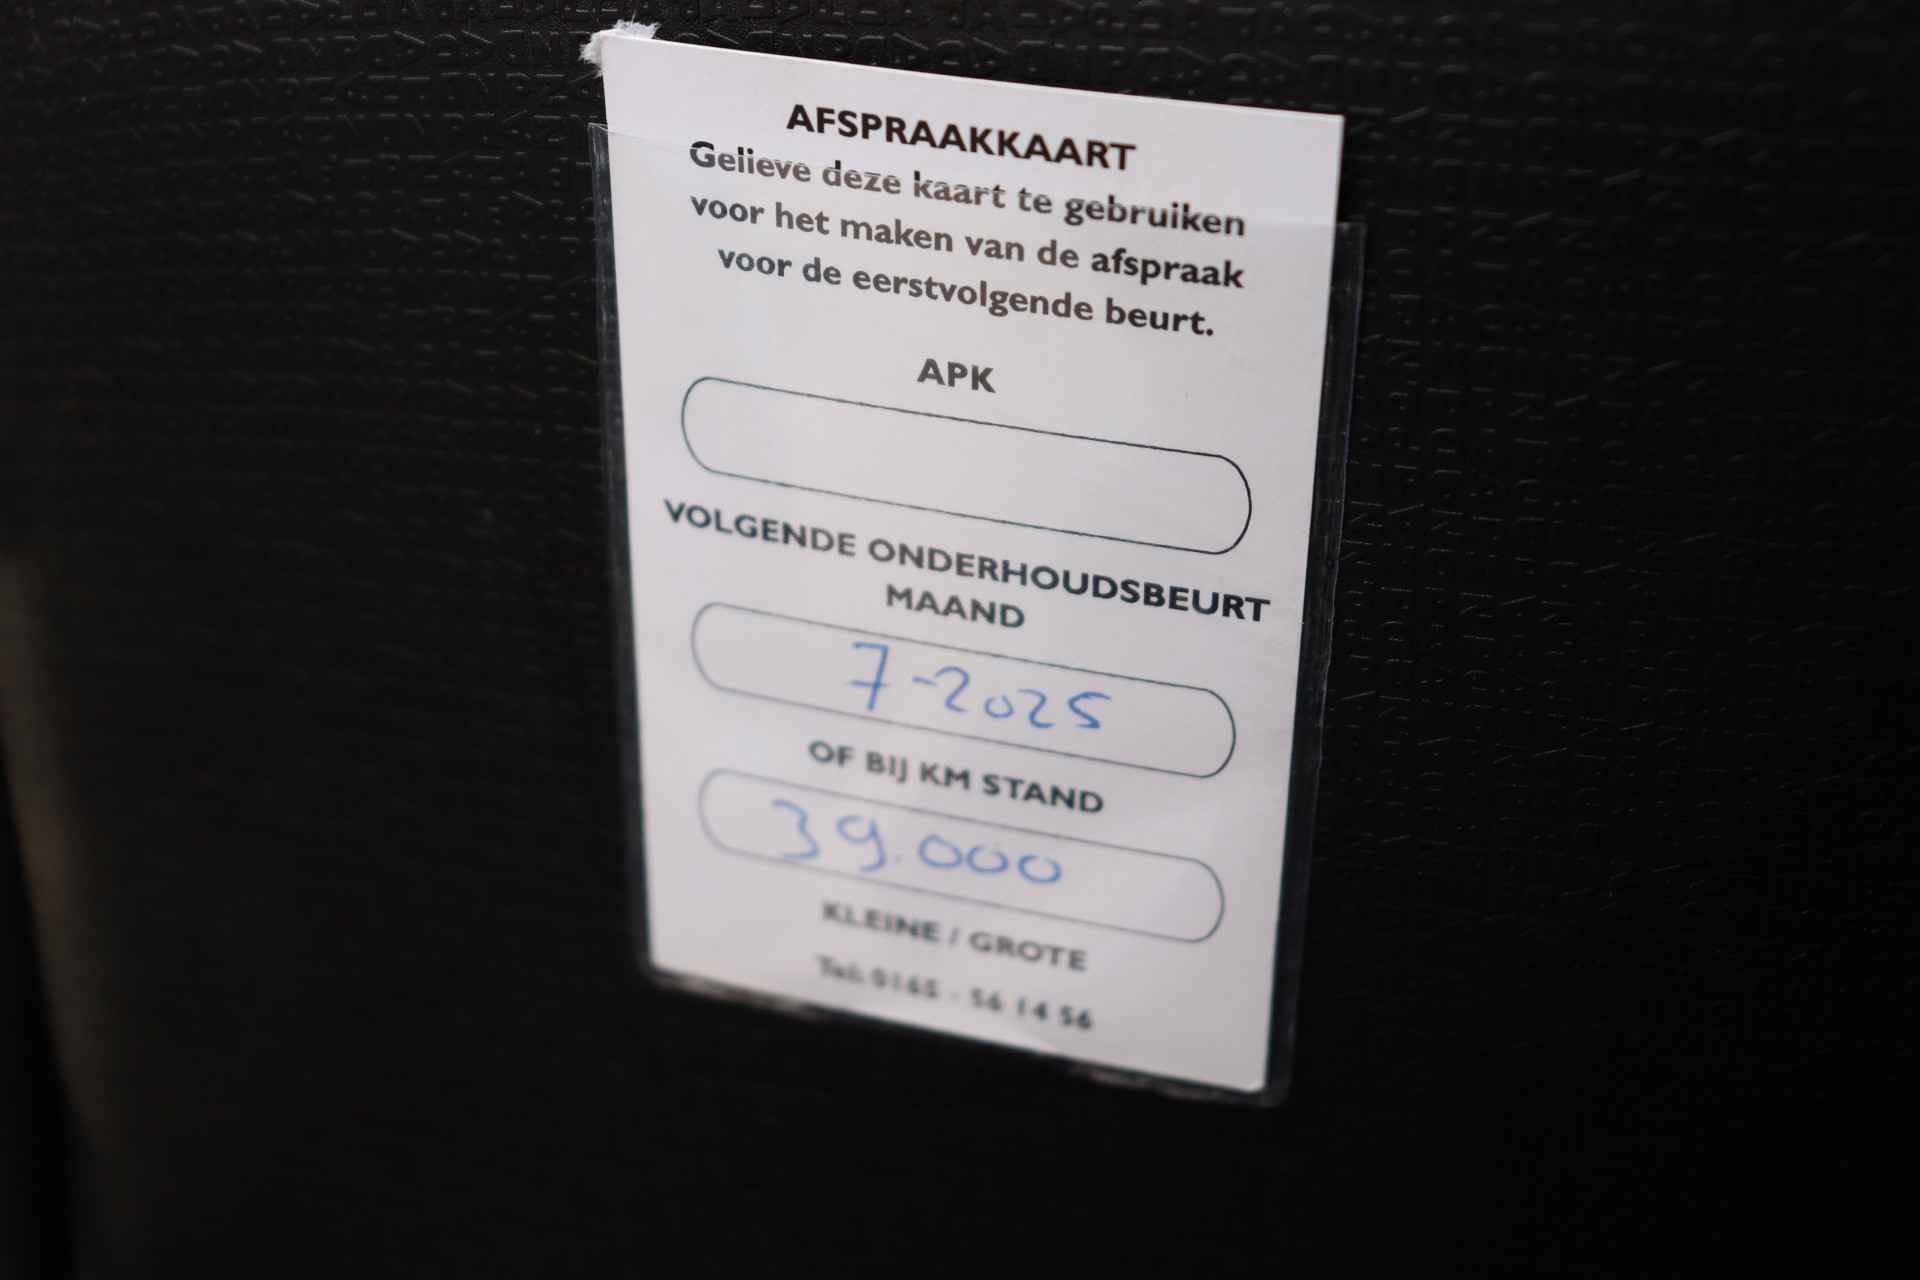 AFSPRAAKKAART
Gelieve deze kaart te gebruiken
voor het maken van de afspraak
voor de eerstvolgende beurt.
APK
VOLGENDE ONDERHOUDSBEURT
MAAND
7-2025
OF BIJ KM STAND
39.000
KLEINE / GROTE
Tel: 0165 - 56 14 56